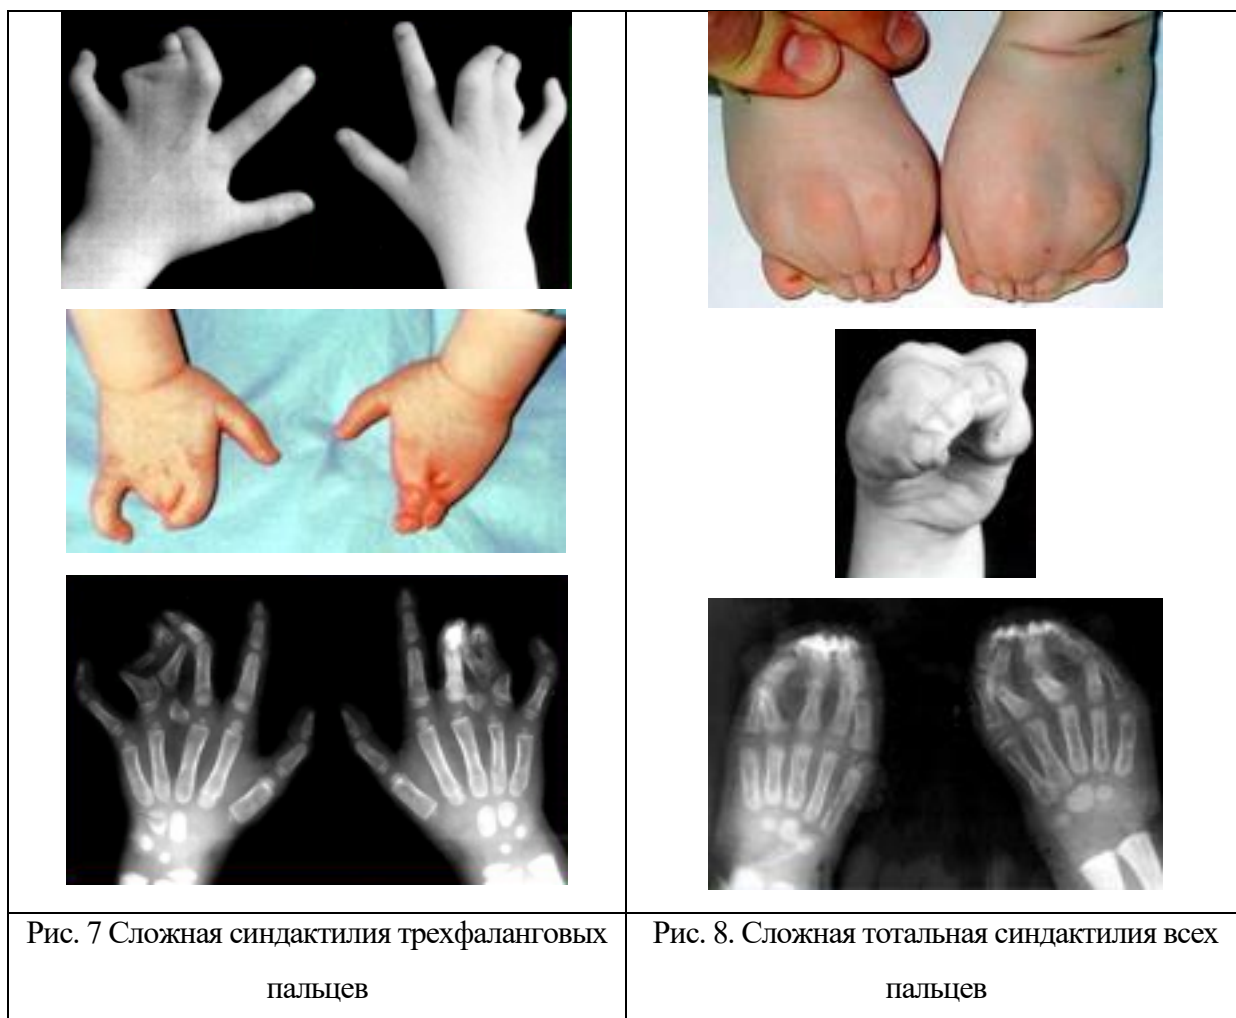 Рис. 7 Сложная синдактилия трехфаланговых
пальцев
Рис. 8. Сложная тотальная синдактилия всех
пальцев